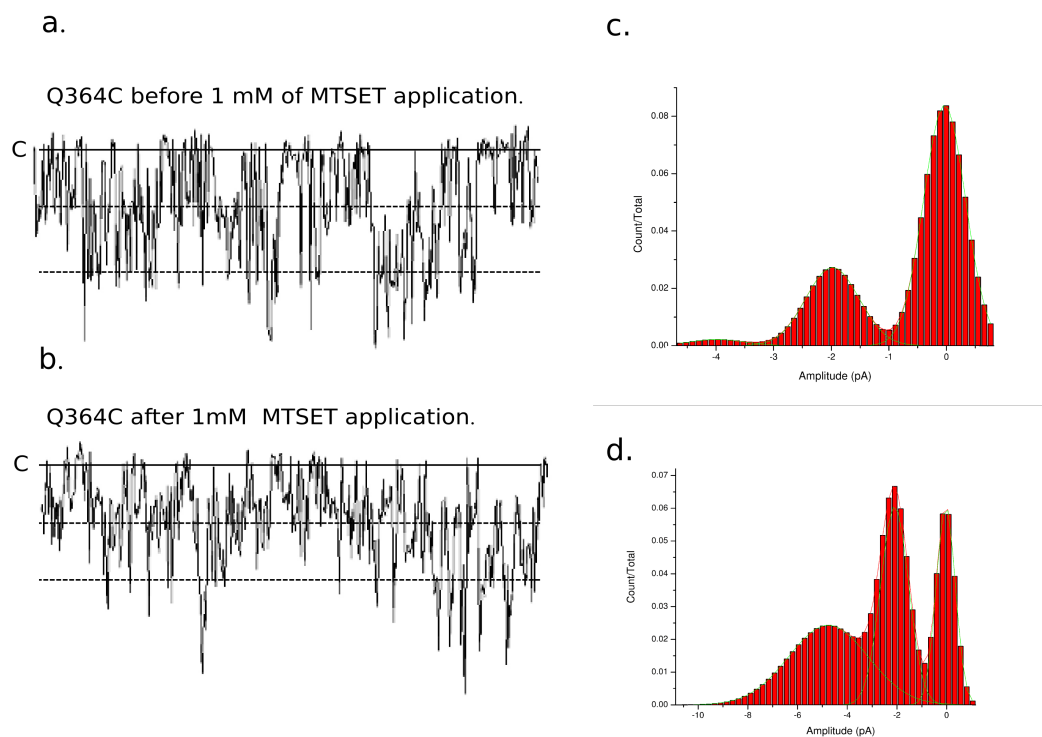 a.
Q364C before 1 mM of MTSET application.
C
b.
Q364C after 1mM  MTSET application.
C
c.
0.08
0.06
0.04
0.02
0.00
Count/Total
-4 -3 -2 -1 0
Amplitude (pA)
d.
0.07
0.06
0.05
0.04
0.03
0.02
0.01
0.00
Count/Total
-10 -8 -6 -4 -2 0
Amplitude (pA)